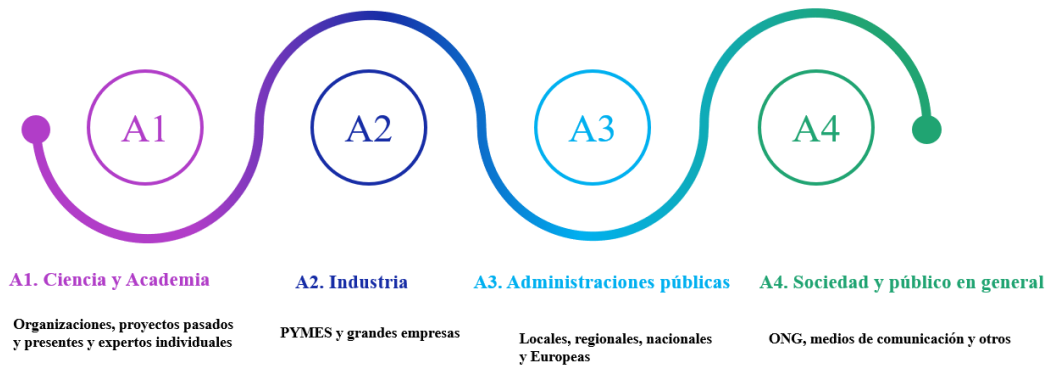 A1
A2
A3
A4
A1. Ciencia y Academia
Organizaciones, proyectos pasados
y presentes y expertos individuales
A2. Industria
PYMES y grandes empresas
A3. Administraciones públicas
Locales, regionales, nacionales
y Europeas
A4. Sociedad y público en general
ONG, medios de comunicación y otros